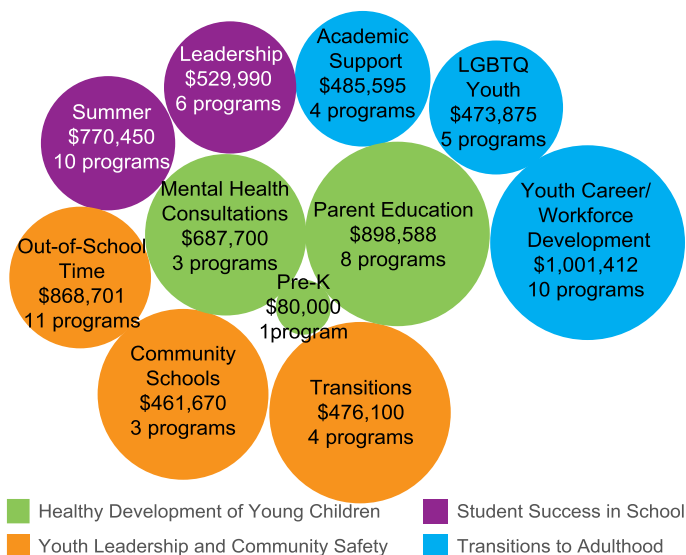 Leadership
$529,990
6 programs
Academic
Support
$485,595
4 programs
LGBTQ
Youth
$473,875
5 programs
Summer
$770,450
10 programs
Mental Health
Consultations
$687,700
3 programs
Parent Education
$898,588
8 programs
Youth Career/
Workforce
Development
$1,001,412
10 programs
Out-of-School
Time
$868,701
11 programs
Pre-K
$80,000
1program
Community
Schools
$461,670
3 programs
Transitions
$476,100
4 programs
Healthy Development of Young Children
Student Success in School
Youth Leadership and Community Safety
Transitions to Adulthood